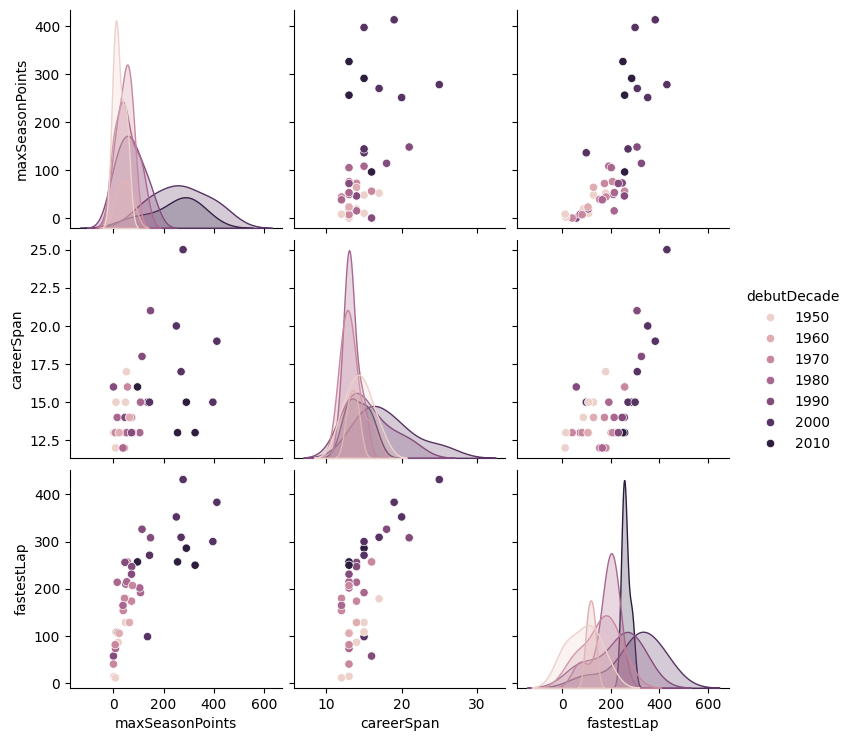 maxSeasonPoints
400
300
200
100
0
careerSpan
25.0
22.5
20.0
17.5
15.0
12.5
debutDecade
1950
1960
1970
1980
1990
2000
2010
fastestLap
400
300
200
100
0
0 200 400 600
10 20 30
0 200 400 600
maxSeasonPoints careerSpan fastestLap